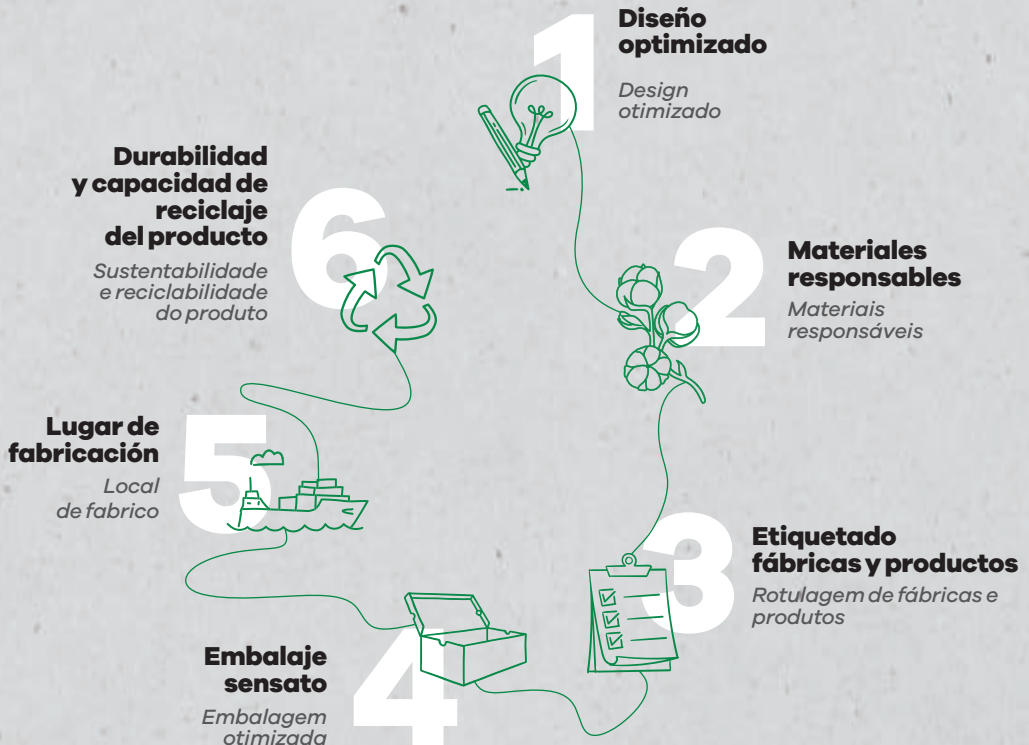 1
Diseño
optimizado
Design
otimizado
2
Materiales
responsables
Materiais
responsáveis
3
Etiquetado
fábricas y productos
Rotulagem de fábricas e
produtos
4
Embalaje
sensato
Embalagem
otimizada
5
Lugar de
fabricación
Local
de fabrico
6
Durabilidad
y capacidad de
reciclaje
del producto
Sustentabilidade
e reciclabilidade
do produto